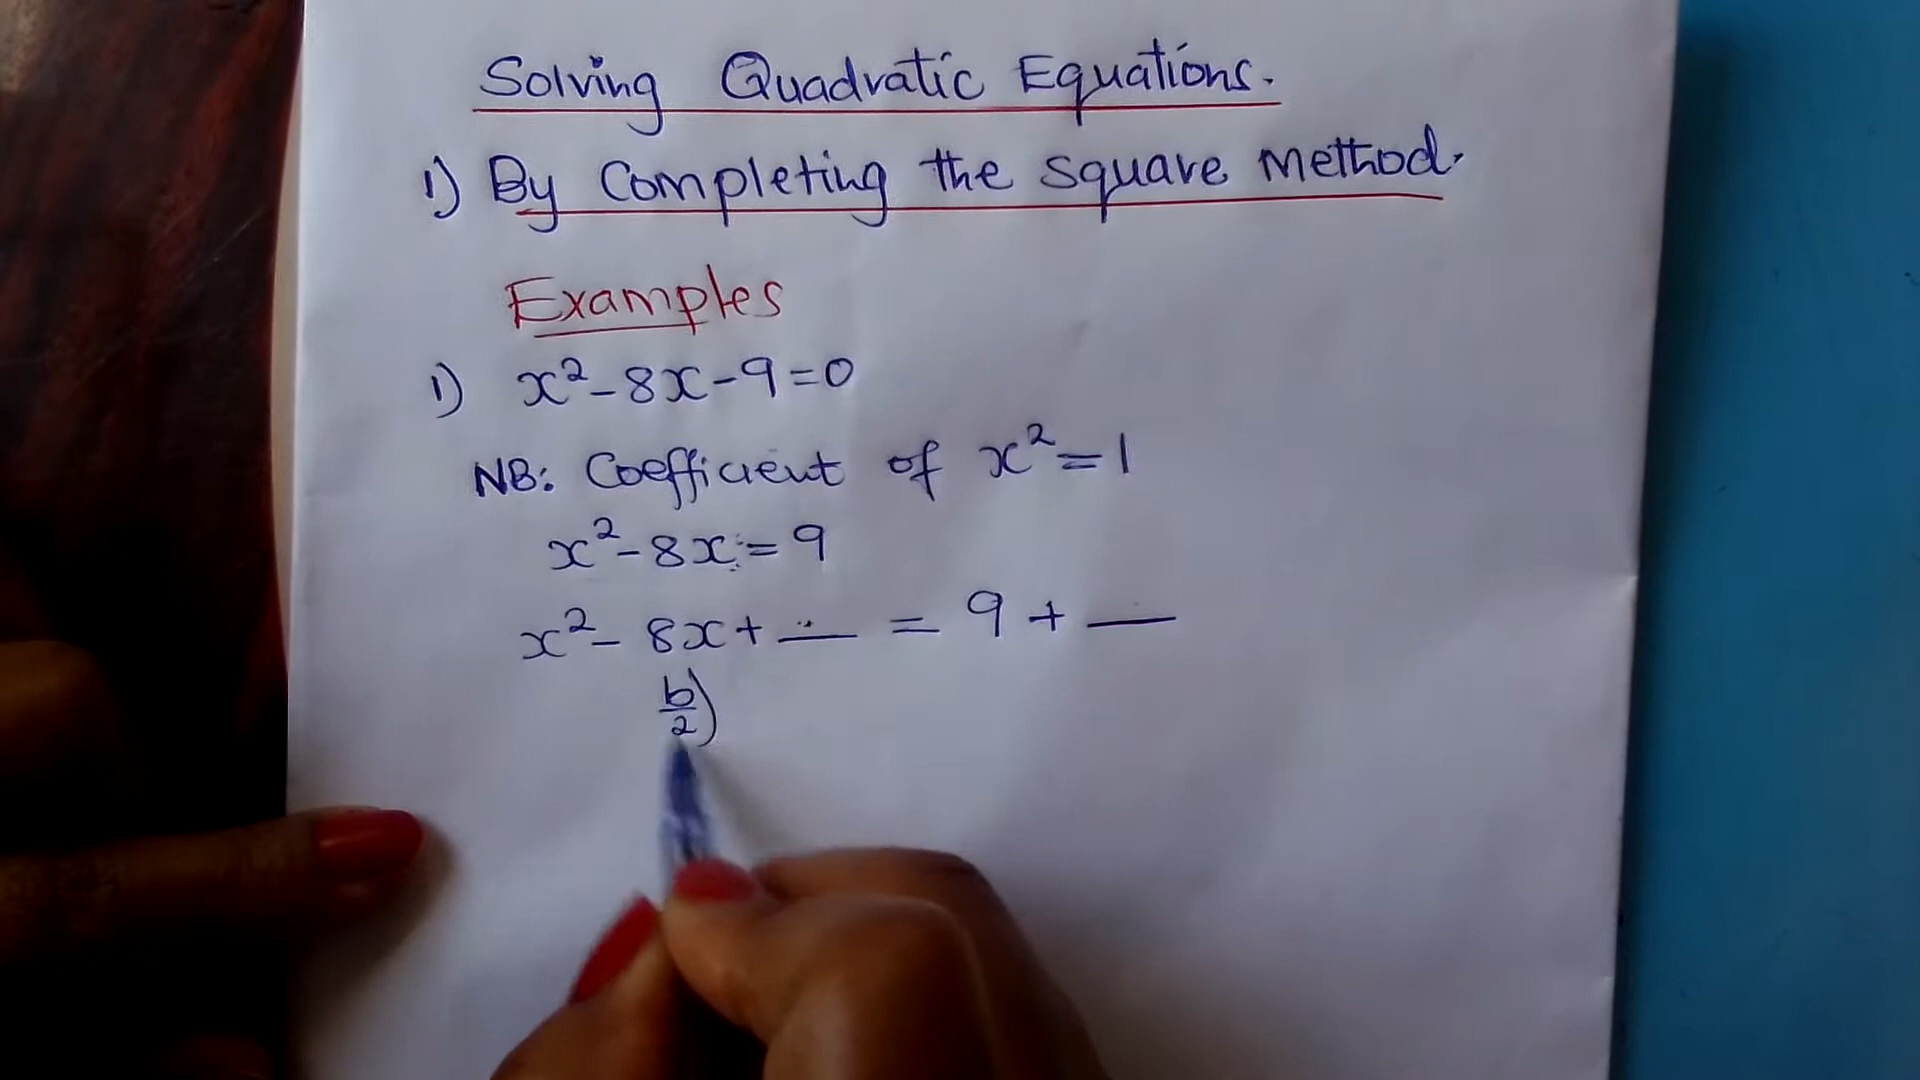 Solving Quadratic Equations.
1) By Completing the square Method.
Examples
1) x² - 8x - 9 = 0
NB: Coefficient of x² = 1
x² - 8x = 9
x² - 8x + __ = 9 + __
b/2)